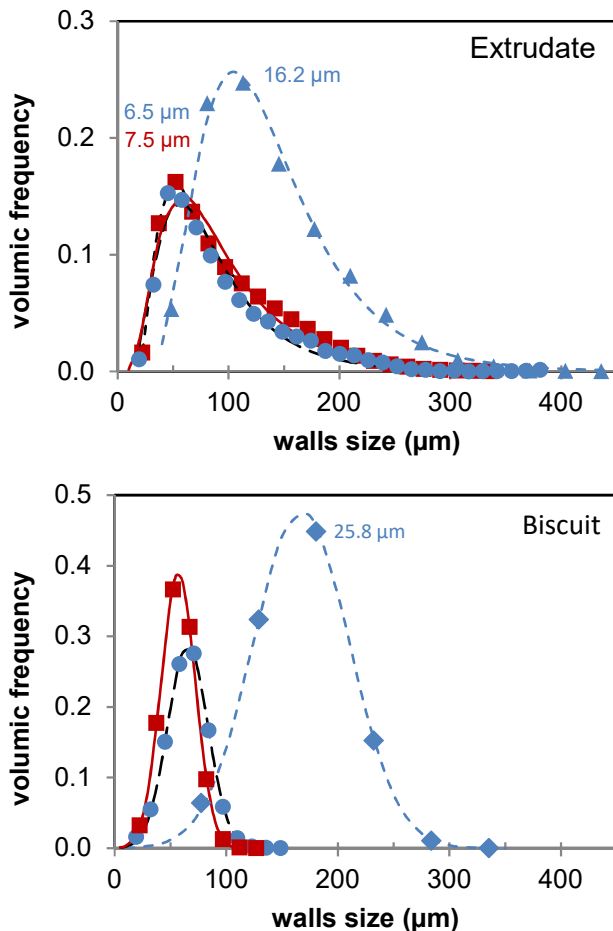 Extrudate
0.3
0.2
0.1
0.0
volumic frequency
16.2 µm
6.5 µm
7.5 µm
0
100
200
300
400
walls size (µm)
Biscuit
0.5
0.4
0.3
0.2
0.1
0.0
volumic frequency
25.8 µm
0
100
200
300
400
walls size (µm)